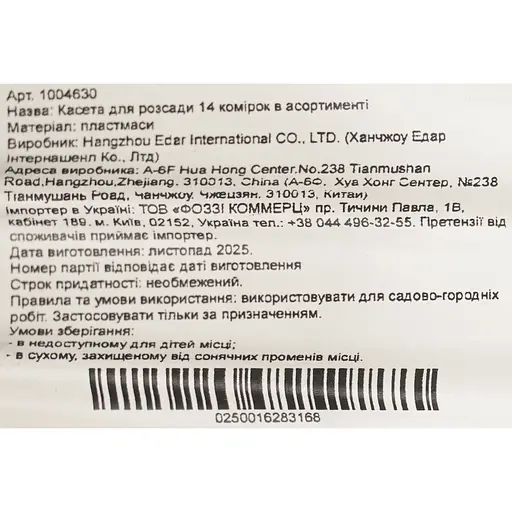 Арт. 1004630
Назва: Касета для розсади 14 комірок в асортименті
Матеріал: пластмаси
Виробник: Hangzhou Edar International CO., LTD. (Ханчжоу Едар
Інтернашенл Ко., Лтд)
Адреса виробника: A-6F Hua Hong Center,No.238 Tianmushan
Road,Hangzhou,Zhejiang. 310013, China (А-6Ф, Хуа Хонг Сентер, №238
Тіанмушань Роад, Чанчжоу, Чжецзян. 310013, Китай)
Імпортер в Україні: ТОВ «ФОЗЗІ КОММЕРЦ» пр. Тичини Павла, 1В,
кабінет 189. м. Київ, 02152, Україна тел.: +38 044 496-32-55. Претензії від
споживачів приймає імпортер.
Дата виготовлення: листопад 2025.
Номер партії відповідає даті виготовлення
Строк придатності: необмежений.
Правила та умови використання: використовувати для садово-городніх
робіт. Застосовувати тільки за призначенням.
Умови зберігання:
- в недоступному для дітей місці;
- в сухому, захищеному від сонячних променів місці.
0250016283168